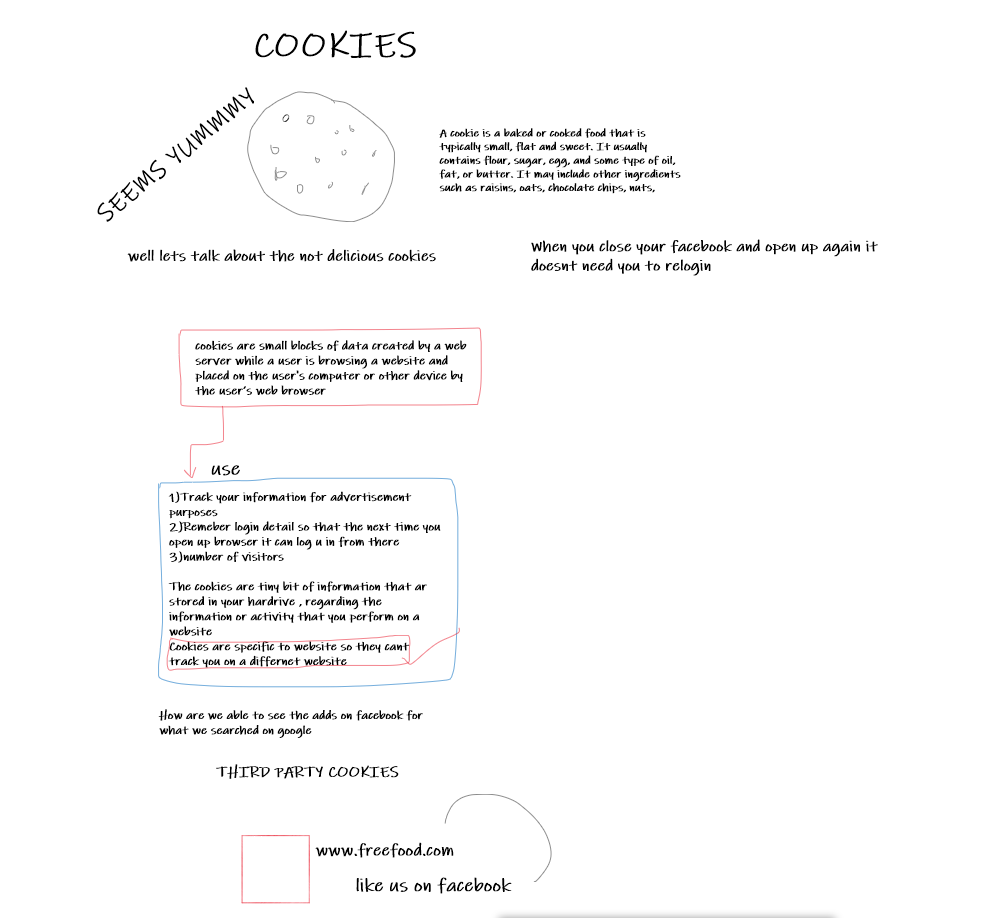 COOKIES
SEEMS YUMMMY
A cookie is a baked or cooked food that is
typically small, flat and sweet. It usually
contains flour, sugar, egg, and some type of oil,
fat, or butter. It may include other ingredients
such as raisins, oats, chocolate chips, nuts,
well lets talk about the not delicious cookies
When you close your facebook and open up again it
doesnt need you to relogin
cookies are small blocks of data created by a web
server while a user is browsing a website and
placed on the user's computer or other device by
the user's web browser
use
1)Track your information for advertisement
purposes
2)Remeber login detail so that the next time you
open up browser it can log u in from there
3)number of visitors
The cookies are tiny bit of information that ar
stored in your hardrive , regarding the
information or activity that you perform on a
website
Cookies are specific to website so they cant
track you on a differnet website
How are we able to see the adds on facebook for
what we searched on google
THIRD PARTY COOKIES
www.freefood.com
like us on facebook